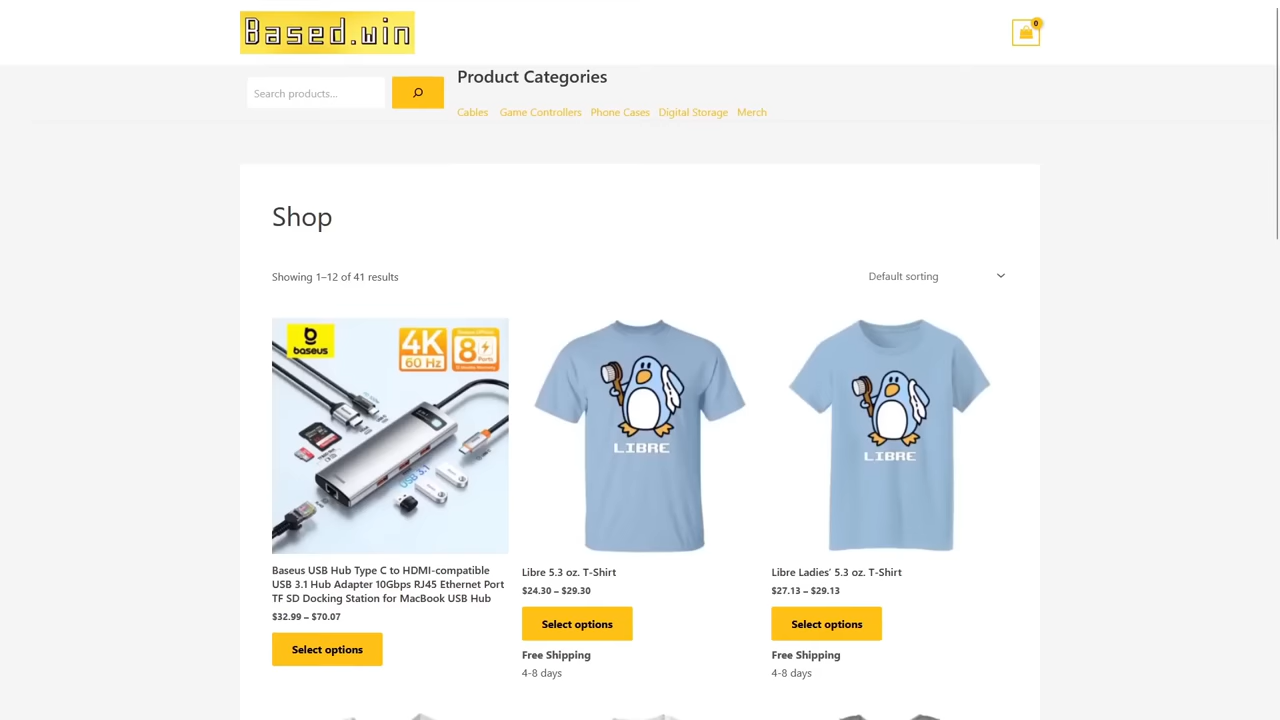 Based.win
0
Search products...
Product Categories
Cables Game Controllers Phone Cases Digital Storage Merch
Shop
Showing 1–12 of 41 results
Default sorting
baseus
4K
60 Hz
8
Ports
USB 3.1
LIBRE
LIBRE
Baseus USB Hub Type C to HDMI-compatible
USB 3.1 Hub Adapter 10Gbps RJ45 Ethernet Port
TF SD Docking Station for MacBook USB Hub
$32.99 – $70.07
Select options
Libre 5.3 oz. T-Shirt
$24.30 – $29.30
Select options
Free Shipping
4-8 days
Libre Ladies’ 5.3 oz. T-Shirt
$27.13 – $29.13
Select options
Free Shipping
4-8 days